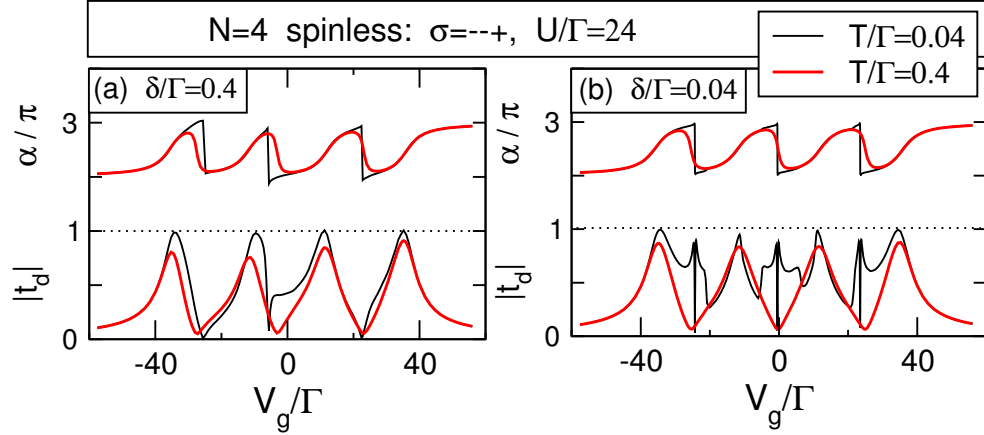 N=4 spinless: σ=--+, U/Γ=24
T/Γ=0.04
T/Γ=0.4
(a) δ/Γ=0.4
(b) δ/Γ=0.04
α / π
3
1
|t_d|
0
-40
0
40
V_g/Γ
α / π
3
1
|t_d|
0
-40
0
40
V_g/Γ